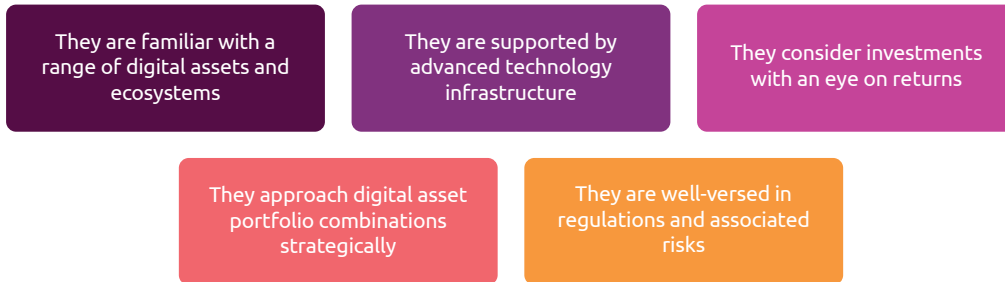 They are familiar with a
range of digital assets and
ecosystems
They are supported by
advanced technology
infrastructure
They consider investments
with an eye on returns
They approach digital asset
portfolio combinations
strategically
They are well-versed in
regulations and associated
risks